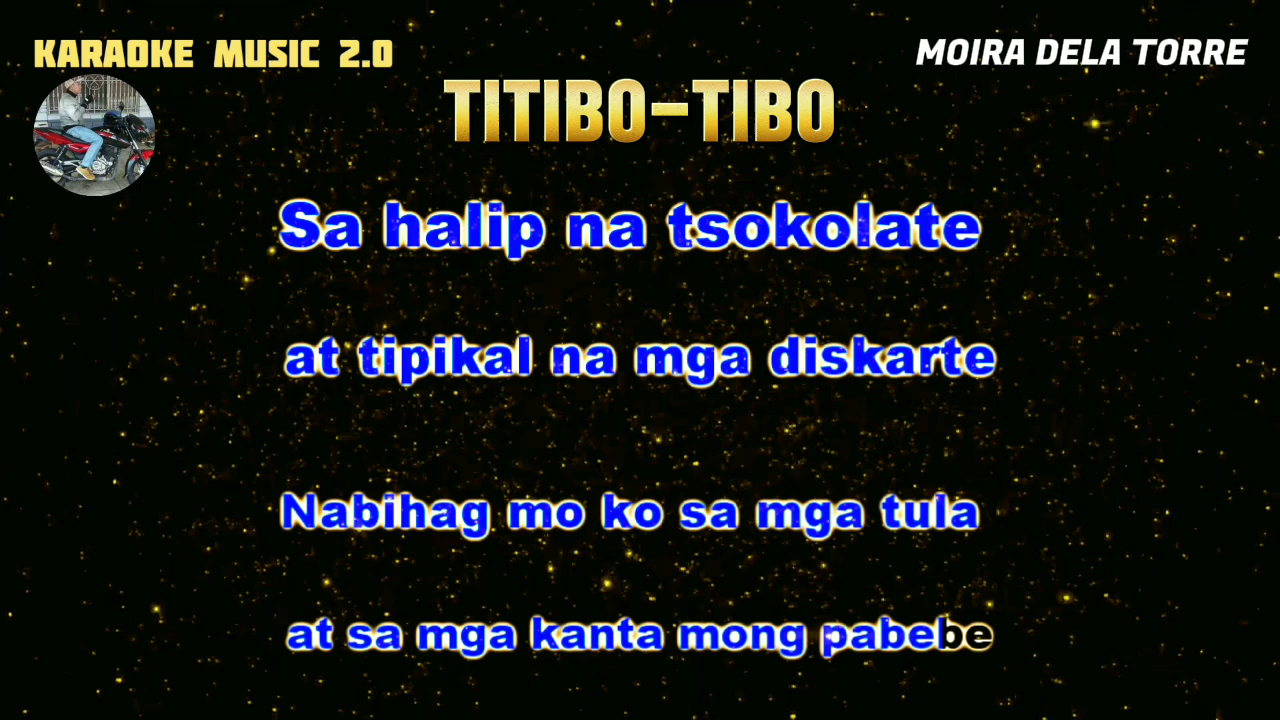 KARAOKE MUSIC 2.0
MOIRA DELA TORRE
TITIBO-TIBO
Sa halip na tsokolate
at tipikal na mga diskarte
Nabihag mo ko sa mga tula
at sa mga kanta mong pabebe